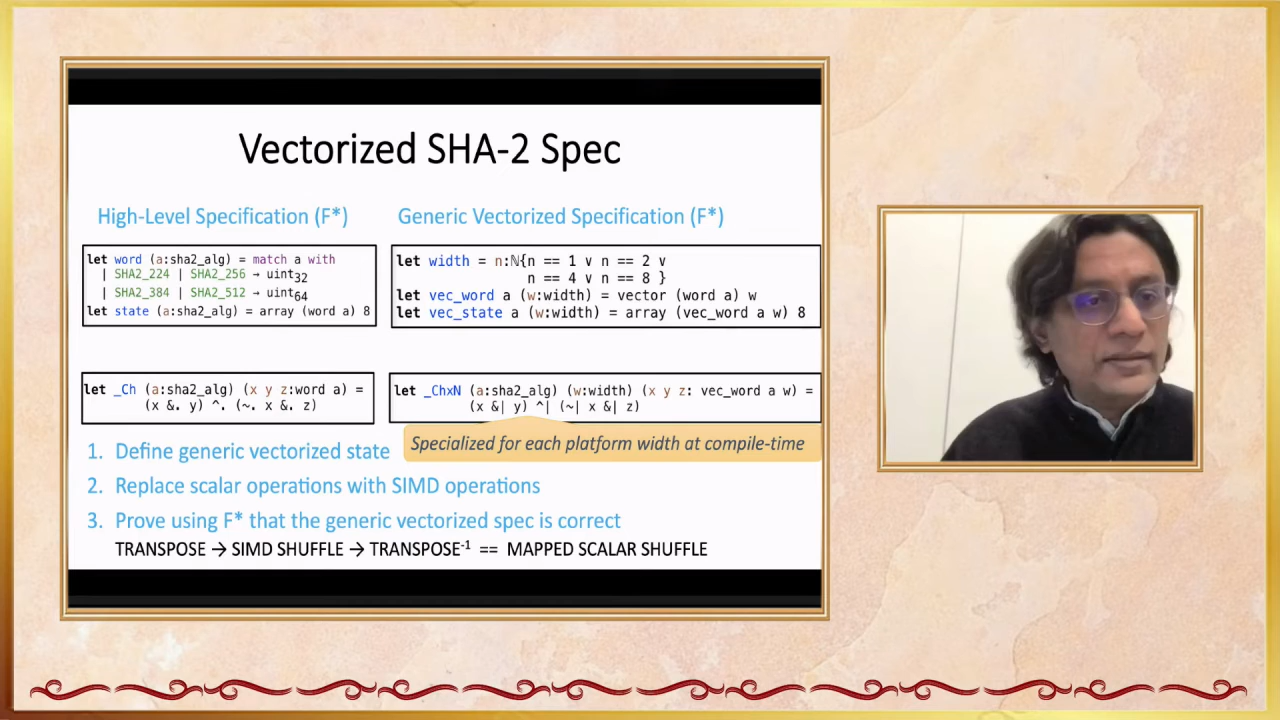 Vectorized SHA-2 Spec
High-Level Specification (F*)
let word (a:sha2_alg) = match a with
| SHA2_224 | SHA2_256 → uint32
| SHA2_384 | SHA2_512 → uint64
let state (a:sha2_alg) = array (word a) 8
Generic Vectorized Specification (F*)
let width = n:ℕ{n == 1 ∨ n == 2 ∨
n == 4 ∨ n == 8 }
let vec_word a (w:width) = vector (word a) w
let vec_state a (w:width) = array (vec_word a w) 8
let _Ch (a:sha2_alg) (x y z:word a) =
(x &. y) ^. (~. x &. z)
let _ChxN (a:sha2_alg) (w:width) (x y z: vec_word a w) =
(x &| y) ^| (~| x &| z)
Specialized for each platform width at compile-time
1. Define generic vectorized state
2. Replace scalar operations with SIMD operations
3. Prove using F* that the generic vectorized spec is correct
TRANSPOSE → SIMD SHUFFLE → TRANSPOSE⁻¹ == MAPPED SCALAR SHUFFLE